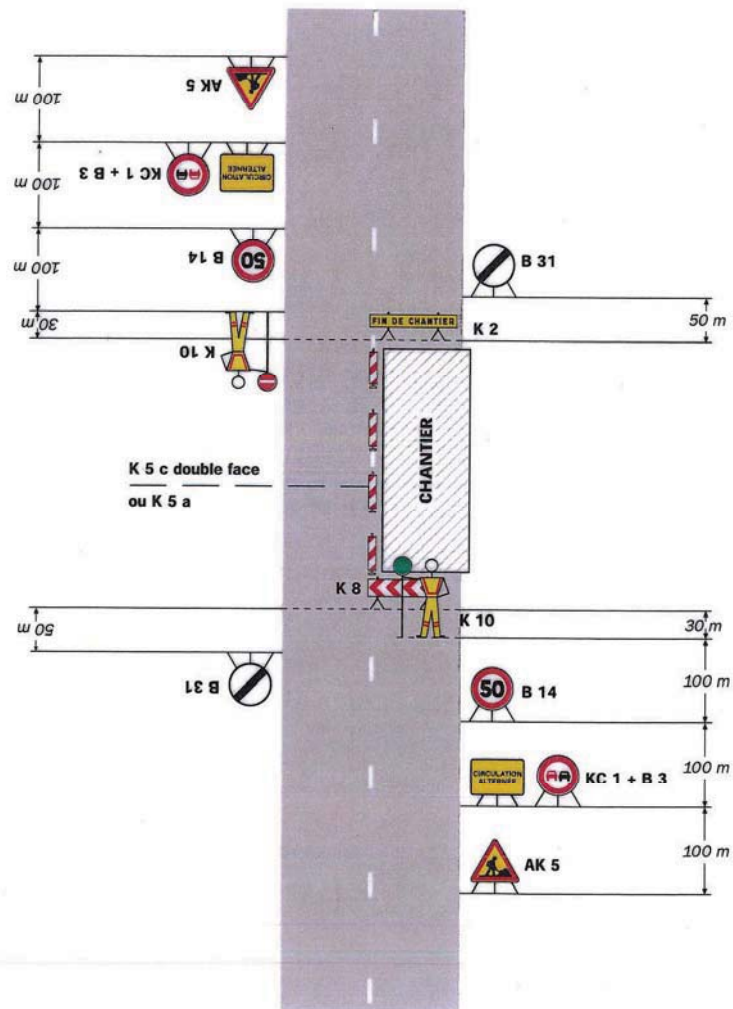 100 m
AK 5
100 m
KC 1 + B 3
CIRCULATION
ALTERNÉE
100 m
B 14
50
B 31
30 m
K 10
FIN DE CHANTIER
K 2
50 m
CHANTIER
K 5 c double face
ou K 5 a
K 8
K 10
30 m
50 m
B 31
50
B 14
100 m
CIRCULATION
ALTERNÉE
KC 1 + B 3
100 m
AK 5
100 m